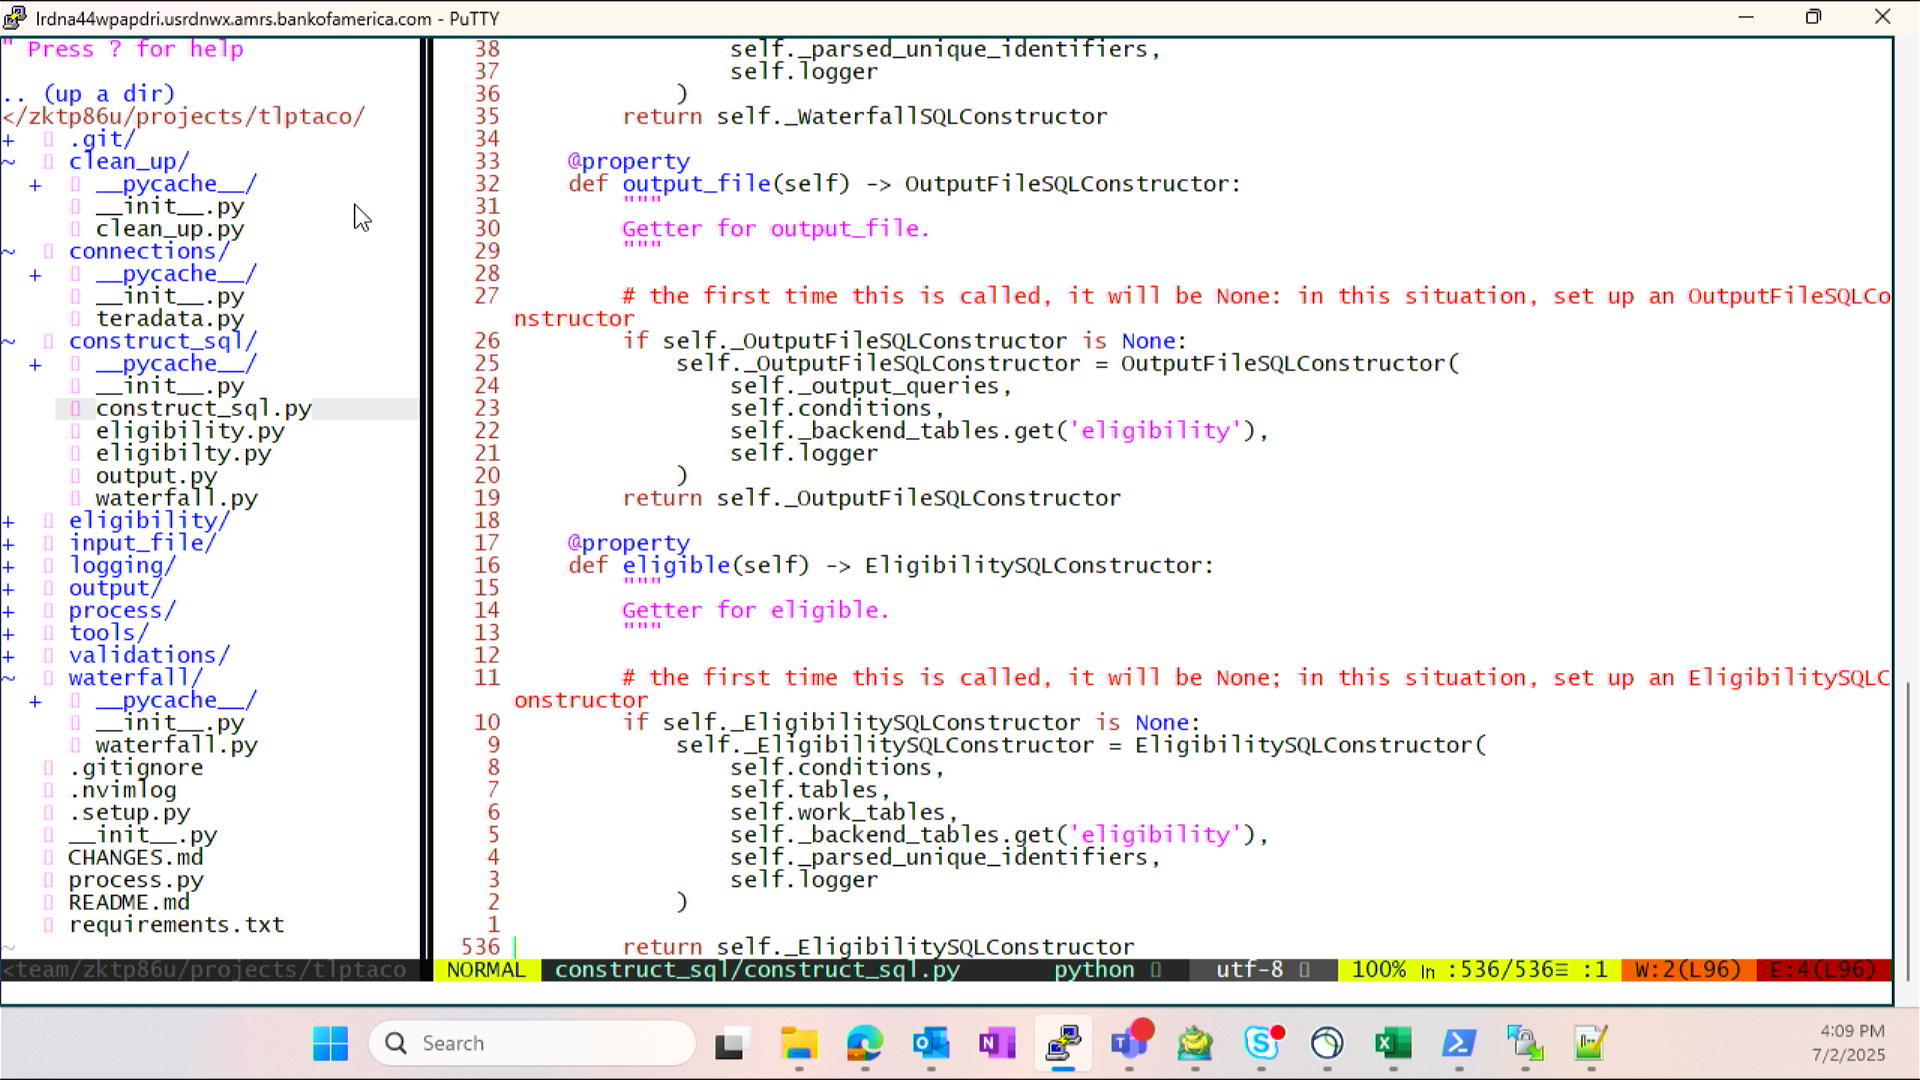 lrdna44wpapdri.usrdnwx.amrs.bankofamerica.com - PuTTY
" Press ? for help
.. (up a dir)
</zktp86u/projects/tlptaco/
+ .git/
~ clean_up/
+ __pycache__/
__init__.py
clean_up.py
~ connections/
+ __pycache__/
__init__.py
teradata.py
~ construct_sql/
+ __pycache__/
__init__.py
construct_sql.py
eligibility.py
eligibilty.py
output.py
waterfall.py
+ eligibility/
+ input_file/
+ logging/
+ output/
+ process/
+ tools/
+ validations/
~ waterfall/
+ __pycache__/
__init__.py
waterfall.py
.gitignore
.nvimlog
.setup.py
__init__.py
CHANGES.md
process.py
README.md
requirements.txt
~
<team/zktp86u/projects/tlptaco
38 self._parsed_unique_identifiers,
37 self.logger
36 )
35 return self._WaterfallSQLConstructor
34
33 @property
32 def output_file(self) -> OutputFileSQLConstructor:
31 """
30 Getter for output_file.
29 """
28
27 # the first time this is called, it will be None: in this situation, set up an OutputFileSQLCo
nstructor
26 if self._OutputFileSQLConstructor is None:
25 self._OutputFileSQLConstructor = OutputFileSQLConstructor(
24 self._output_queries,
23 self.conditions,
22 self._backend_tables.get('eligibility'),
21 self.logger
20 )
19 return self._OutputFileSQLConstructor
18
17 @property
16 def eligible(self) -> EligibilitySQLConstructor:
15 """
14 Getter for eligible.
13 """
12
11 # the first time this is called, it will be None; in this situation, set up an EligibilitySQLC
onstructor
10 if self._EligibilitySQLConstructor is None:
9 self._EligibilitySQLConstructor = EligibilitySQLConstructor(
8 self.conditions,
7 self.tables,
6 self.work_tables,
5 self._backend_tables.get('eligibility'),
4 self._parsed_unique_identifiers,
3 self.logger
2 )
1
536 return self._EligibilitySQLConstructor
NORMAL construct_sql/construct_sql.py python utf-8 100% ln :536/536≡ :1 W:2(L96) E:4(L96)
Search
4:09 PM
7/2/2025